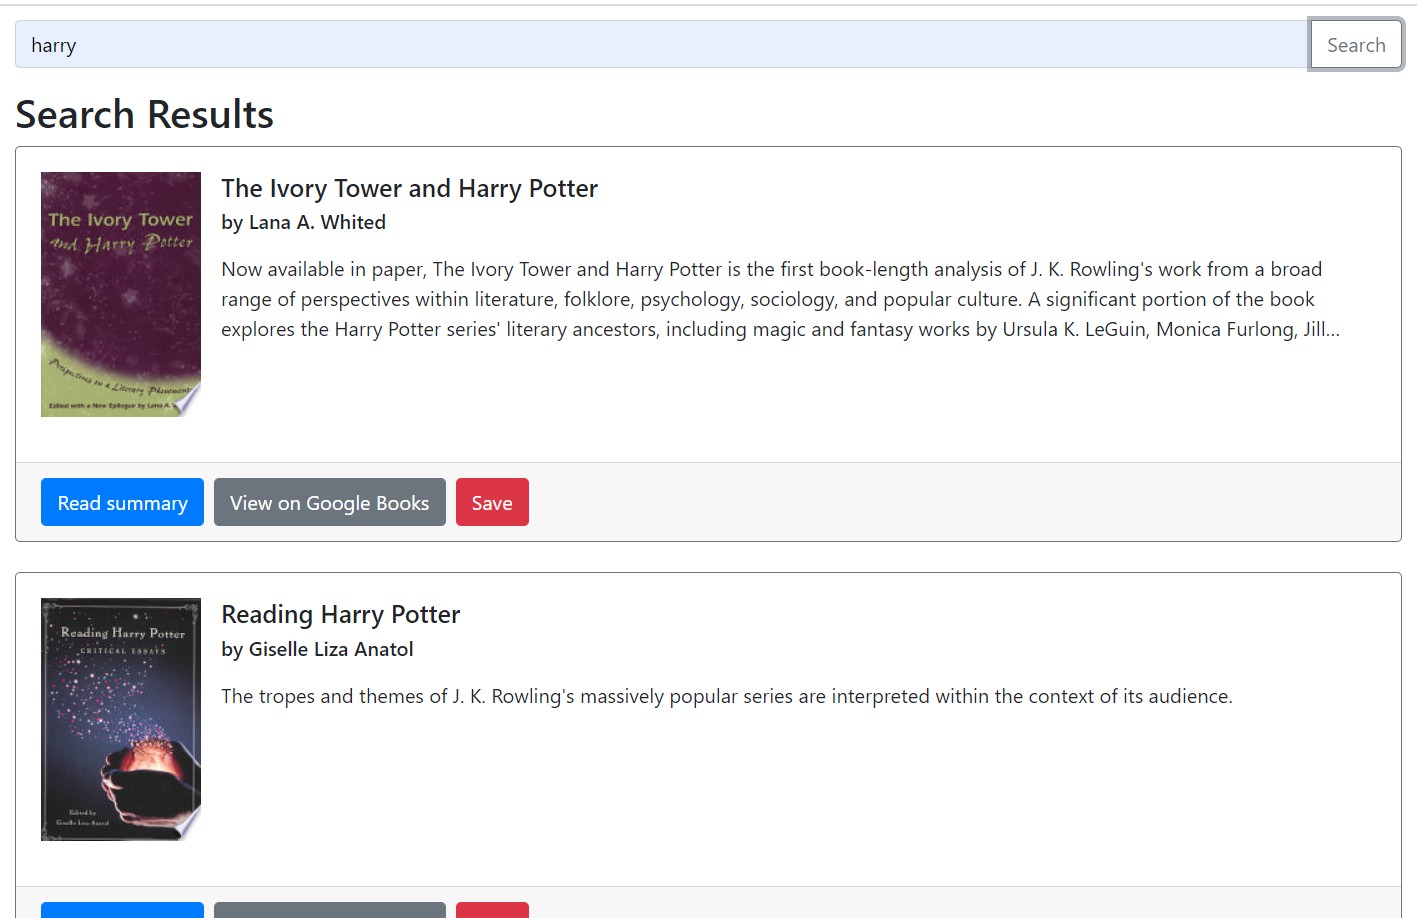 harry
Search
Search Results
The Ivory Tower
and Harry Potter
Perspectives on a Literary Phenomenon
Edited with a New Epilogue by Lana A.
The Ivory Tower and Harry Potter
by Lana A. Whited
Now available in paper, The Ivory Tower and Harry Potter is the first book-length analysis of J. K. Rowling's work from a broad
range of perspectives within literature, folklore, psychology, sociology, and popular culture. A significant portion of the book
explores the Harry Potter series' literary ancestors, including magic and fantasy works by Ursula K. LeGuin, Monica Furlong, Jill...
Read summary
View on Google Books
Save
Reading Harry Potter
CRITICAL ESSAYS
Edited by
Giselle Liza Anatol
Reading Harry Potter
by Giselle Liza Anatol
The tropes and themes of J. K. Rowling's massively popular series are interpreted within the context of its audience.